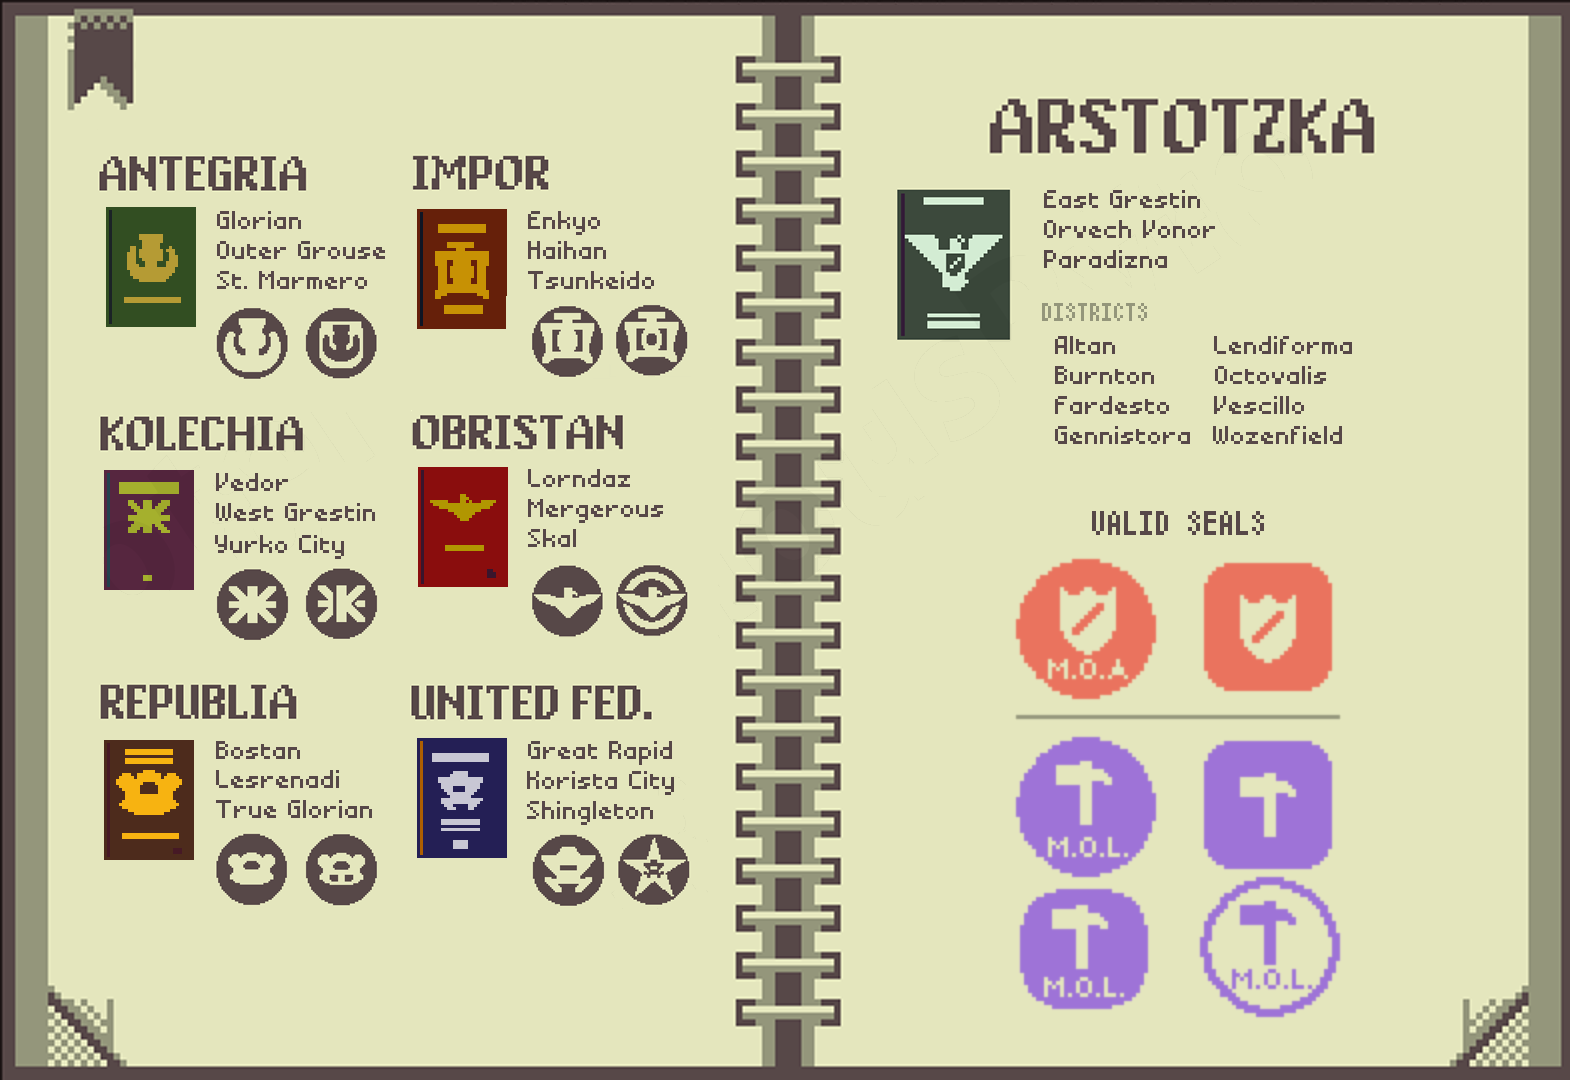 ANTEGRIA
Glorian
Outer Grouse
St. Marmero
IMPOR
Enkyo
Haihan
Tsunkeido
KOLECHIA
Vedor
West Grestin
Yurko City
OBRISTAN
Lorndaz
Mergerous
Skal
REPUBLIA
Bostan
Lesrenadi
True Glorian
UNITED FED.
Great Rapid
Korista City
Shingleton
ARSTOTZKA
East Grestin
Orvech Vonor
Paradizna
DISTRICTS
Altan Lendiforma
Burnton Octovalis
Fardesto Vescillo
Gennistora Wozenfield
VALID SEALS
M.O.A
M.O.L.
M.O.L. M.O.L.